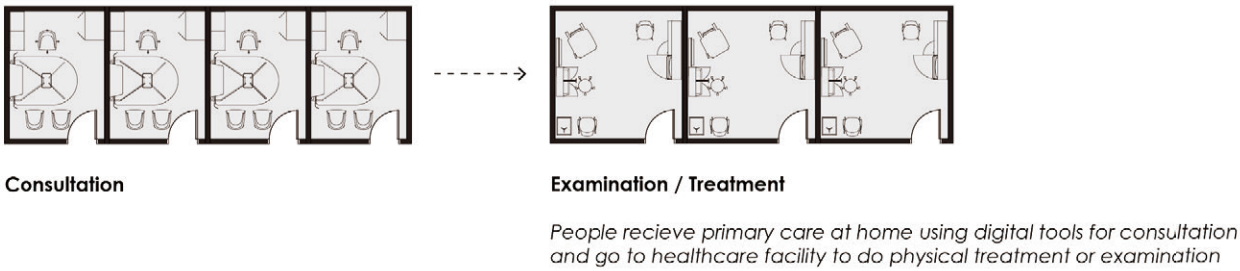 Consultation
Examination / Treatment
People recieve primary care at home using digital tools for consultation
and go to healthcare facility to do physical treatment or examination